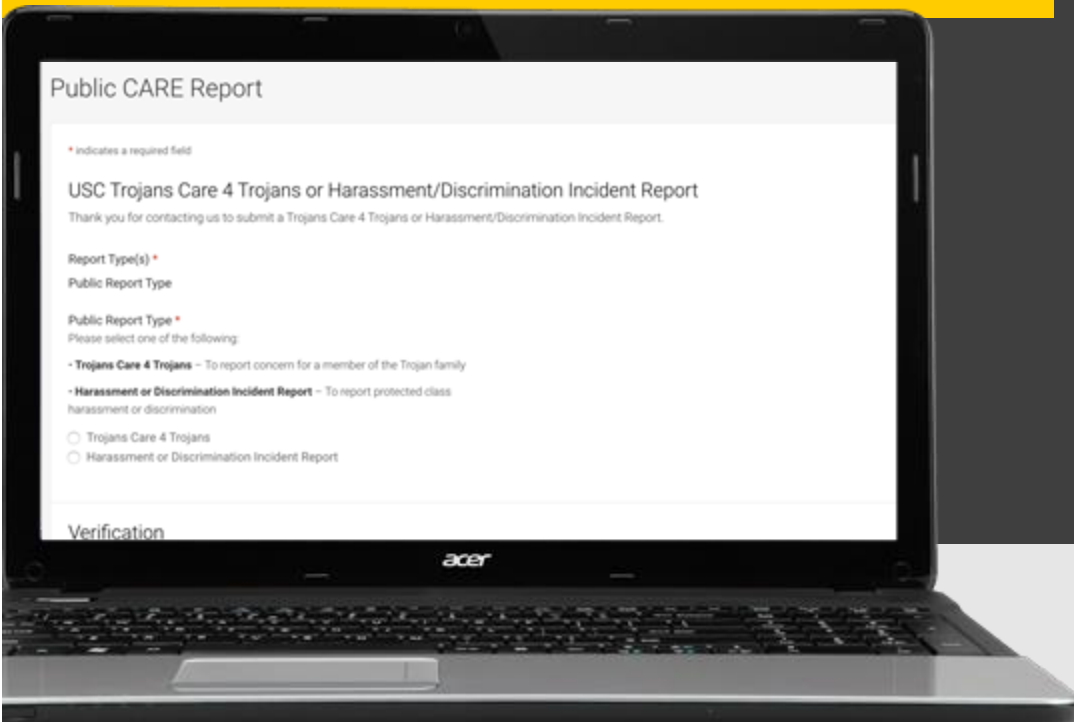 Public CARE Report
* indicates a required field
USC Trojans Care 4 Trojans or Harassment/Discrimination Incident Report
Thank you for contacting us to submit a Trojans Care 4 Trojans or Harassment/Discrimination Incident Report.
Report Type(s) *
Public Report Type
Public Report Type *
Please select one of the following:
- Trojans Care 4 Trojans – To report concern for a member of the Trojan family
- Harassment or Discrimination Incident Report – To report protected class
harassment or discrimination
Trojans Care 4 Trojans
Harassment or Discrimination Incident Report
Verification
acer